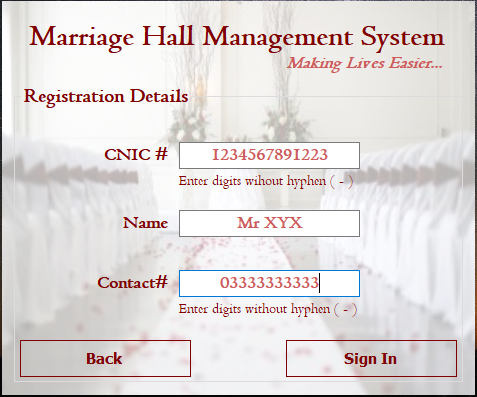 Marriage Hall Management System
Making Lives Easier...
Registration Details
CNIC # 1234567891223
Enter digits wihout hyphen ( - )
Name Mr XYX
Contact# 03333333333
Enter digits without hyphen ( - )
Back Sign In